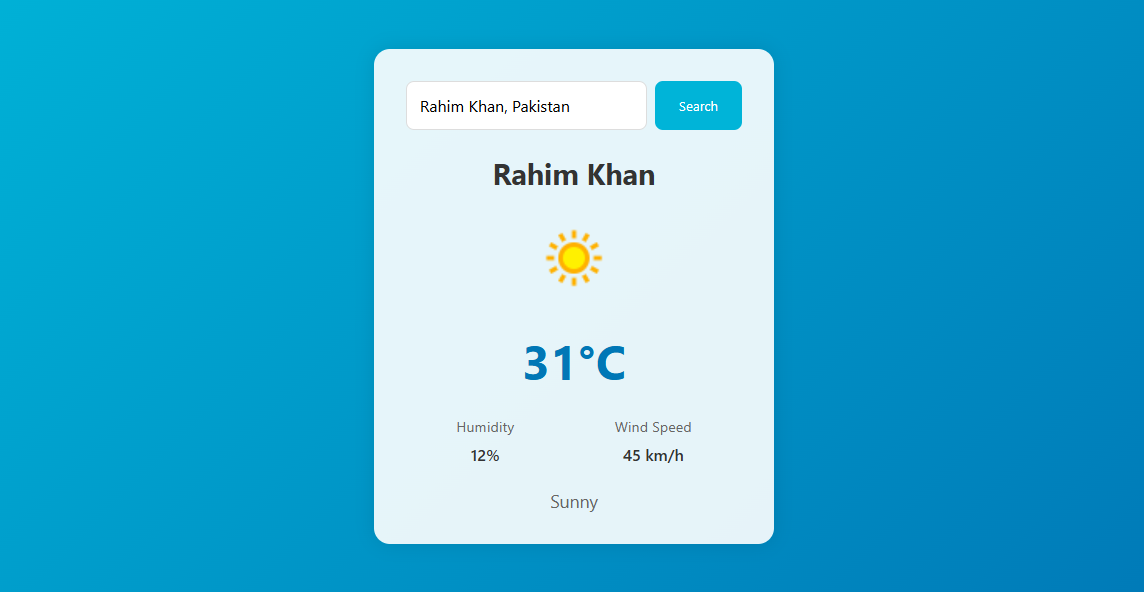 Rahim Khan, Pakistan
Search
Rahim Khan
31°C
Humidity
Wind Speed
12%
45 km/h
Sunny